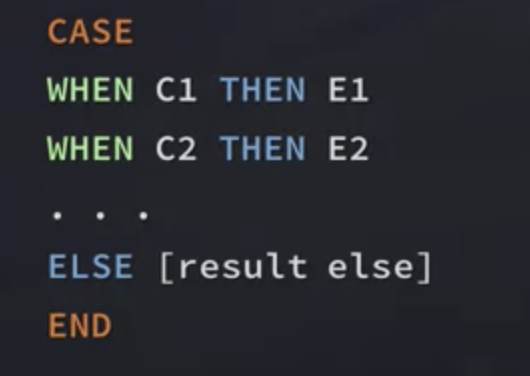 CASE
WHEN C1 THEN E1
WHEN C2 THEN E2
. . .
ELSE [result else]
END